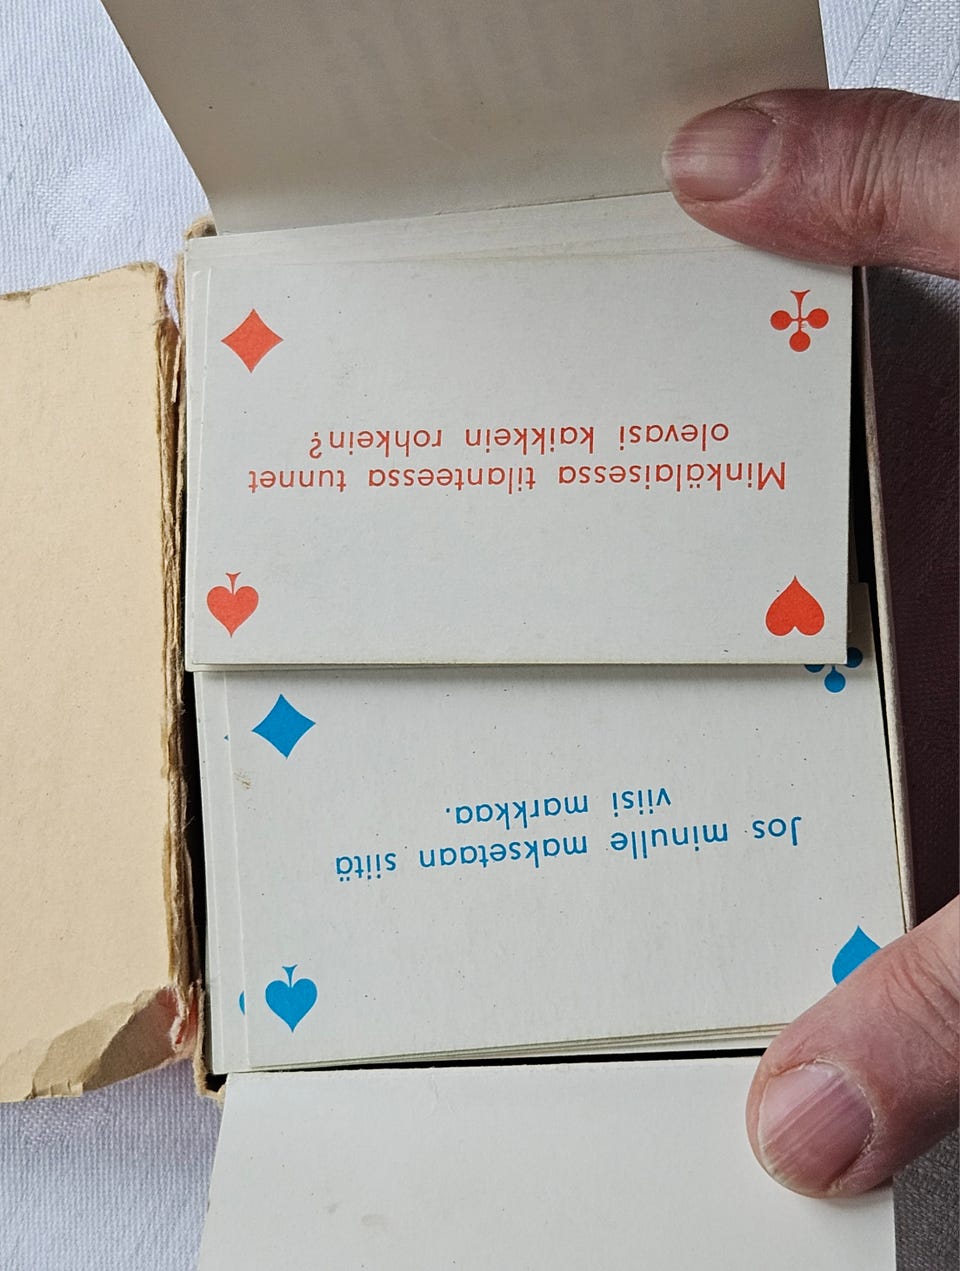 Minkälaisessa tilanteessa tunnet
olevasi kaikkein rohkein?
Jos minulle maksetaan siitä
viisi markkaa.